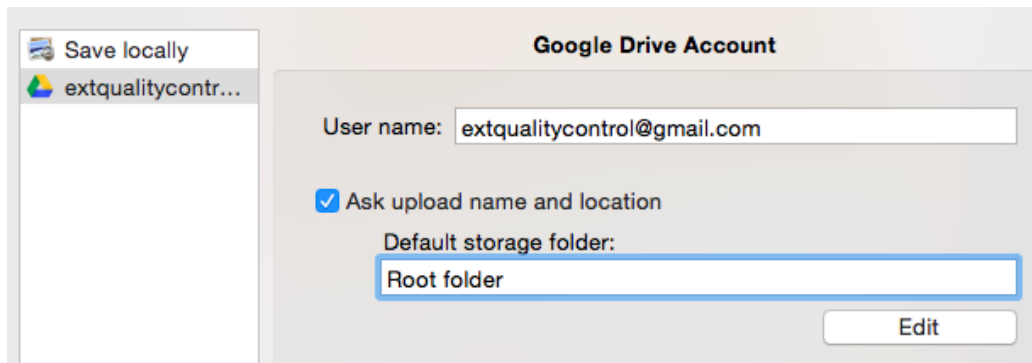 Save locally
extqualitycontr...
Google Drive Account
User name: extqualitycontrol@gmail.com
Ask upload name and location
Default storage folder:
Root folder
Edit